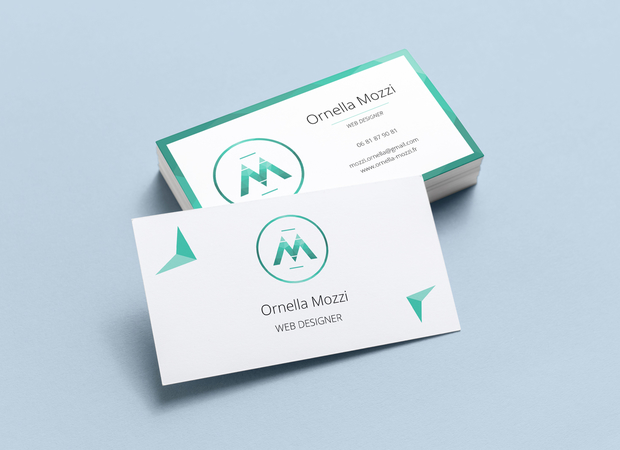 Ornella Mozzi
WEB DESIGNER
06 81 87 90 81
mozzi.ornella@gmail.com
www.ornella-mozzi.fr
M
M
Ornella Mozzi
WEB DESIGNER